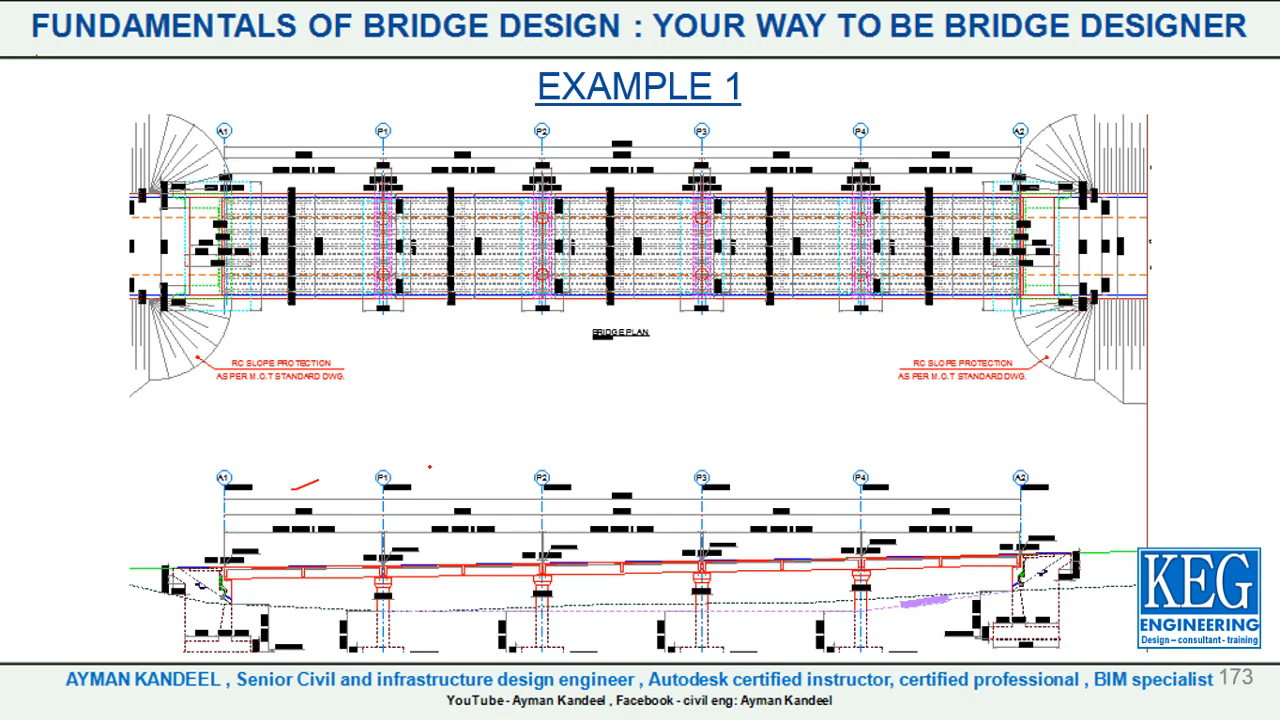 FUNDAMENTALS OF BRIDGE DESIGN : YOUR WAY TO BE BRIDGE DESIGNER
EXAMPLE 1
A1 P1 P2 P3 P4 A2
BRIDGE PLAN
RC SLOPE PROTECTION
AS PER M.O.T STANDARD DWG.
RC SLOPE PROTECTION
AS PER M.O.T STANDARD DWG.
A1 P1 P2 P3 P4 A2
KEG
ENGINEERING
Design – consultant - training
AYMAN KANDEEL , Senior Civil and infrastructure design engineer , Autodesk certified instructor, certified professional , BIM specialist 173
YouTube - Ayman Kandeel , Facebook - civil eng: Ayman Kandeel